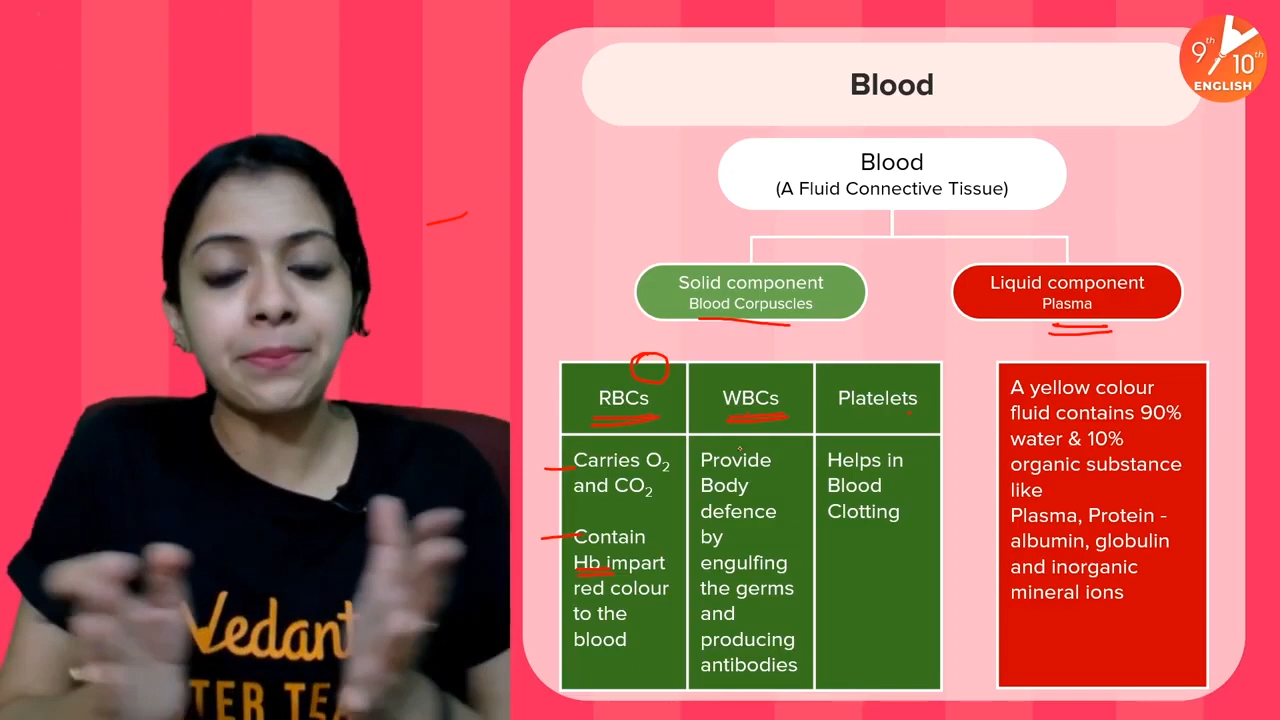 Blood
9th
10th
ENGLISH
Blood
(A Fluid Connective Tissue)
Solid component
Blood Corpuscles
Liquid component
Plasma
RBCs
WBCs
Platelets
Carries O₂
and CO₂
Contain
Hb impart
red colour
to the
blood
Provide
Body
defence
by
engulfing
the germs
and
producing
antibodies
Helps in
Blood
Clotting
A yellow colour
fluid contains 90%
water & 10%
organic substance
like
Plasma, Protein -
albumin, globulin
and inorganic
mineral ions
Vedant